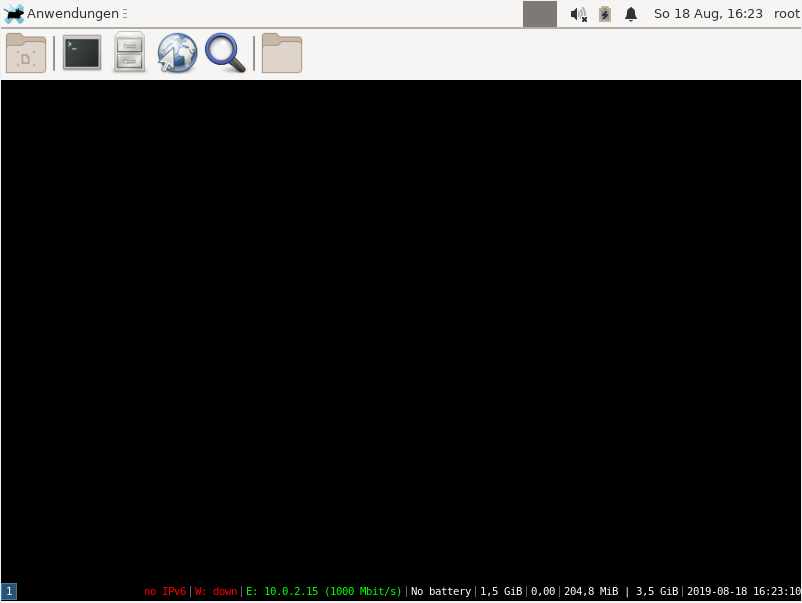 Anwendungen
So 18 Aug, 16:23 root
>_
D
1 no IPv6|W: down|E: 10.0.2.15 (1000 Mbit/s)|No battery|1,5 GiB|0,00|204,8 MiB | 3,5 GiB|2019-08-18 16:23:10